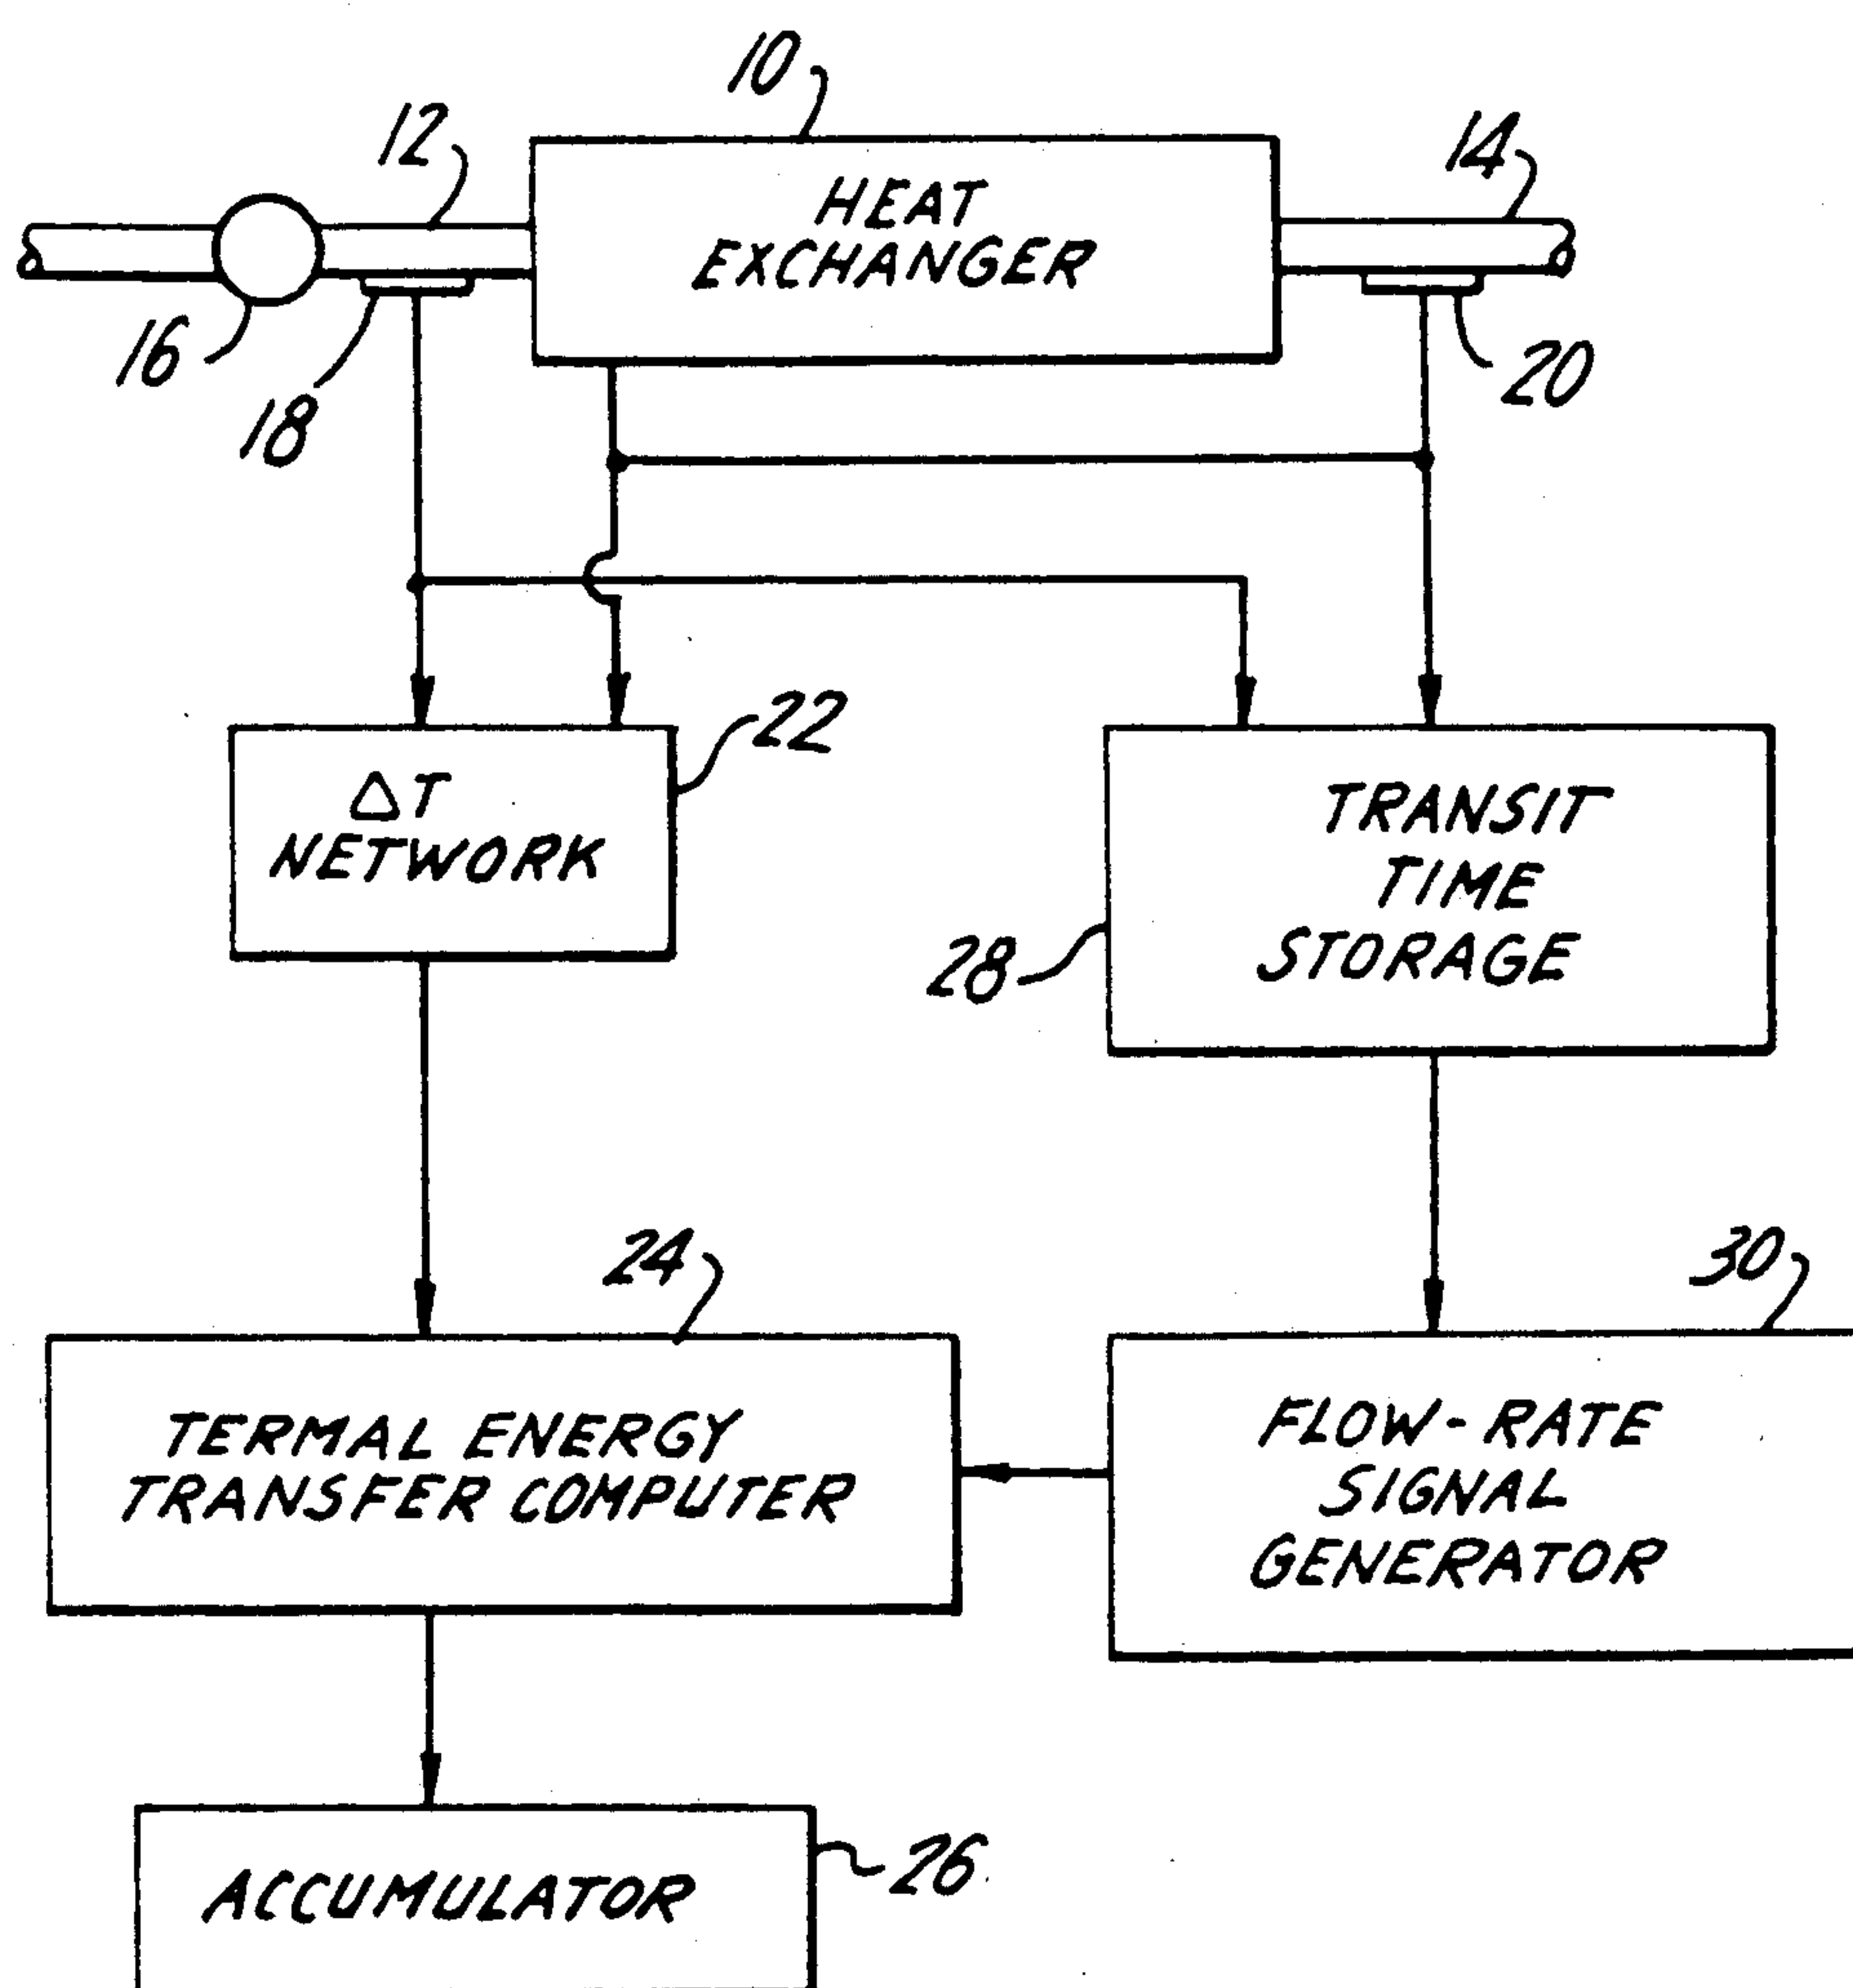 10
12
14
HEAT
EXCHANGER
16
18
20
22
ΔT
NETWORK
TRANSIT
TIME
STORAGE
28
24
30
TERMAL ENERGY
TRANSFER COMPUTER
FLOW-RATE
SIGNAL
GENERATOR
ACCUMULATOR
26